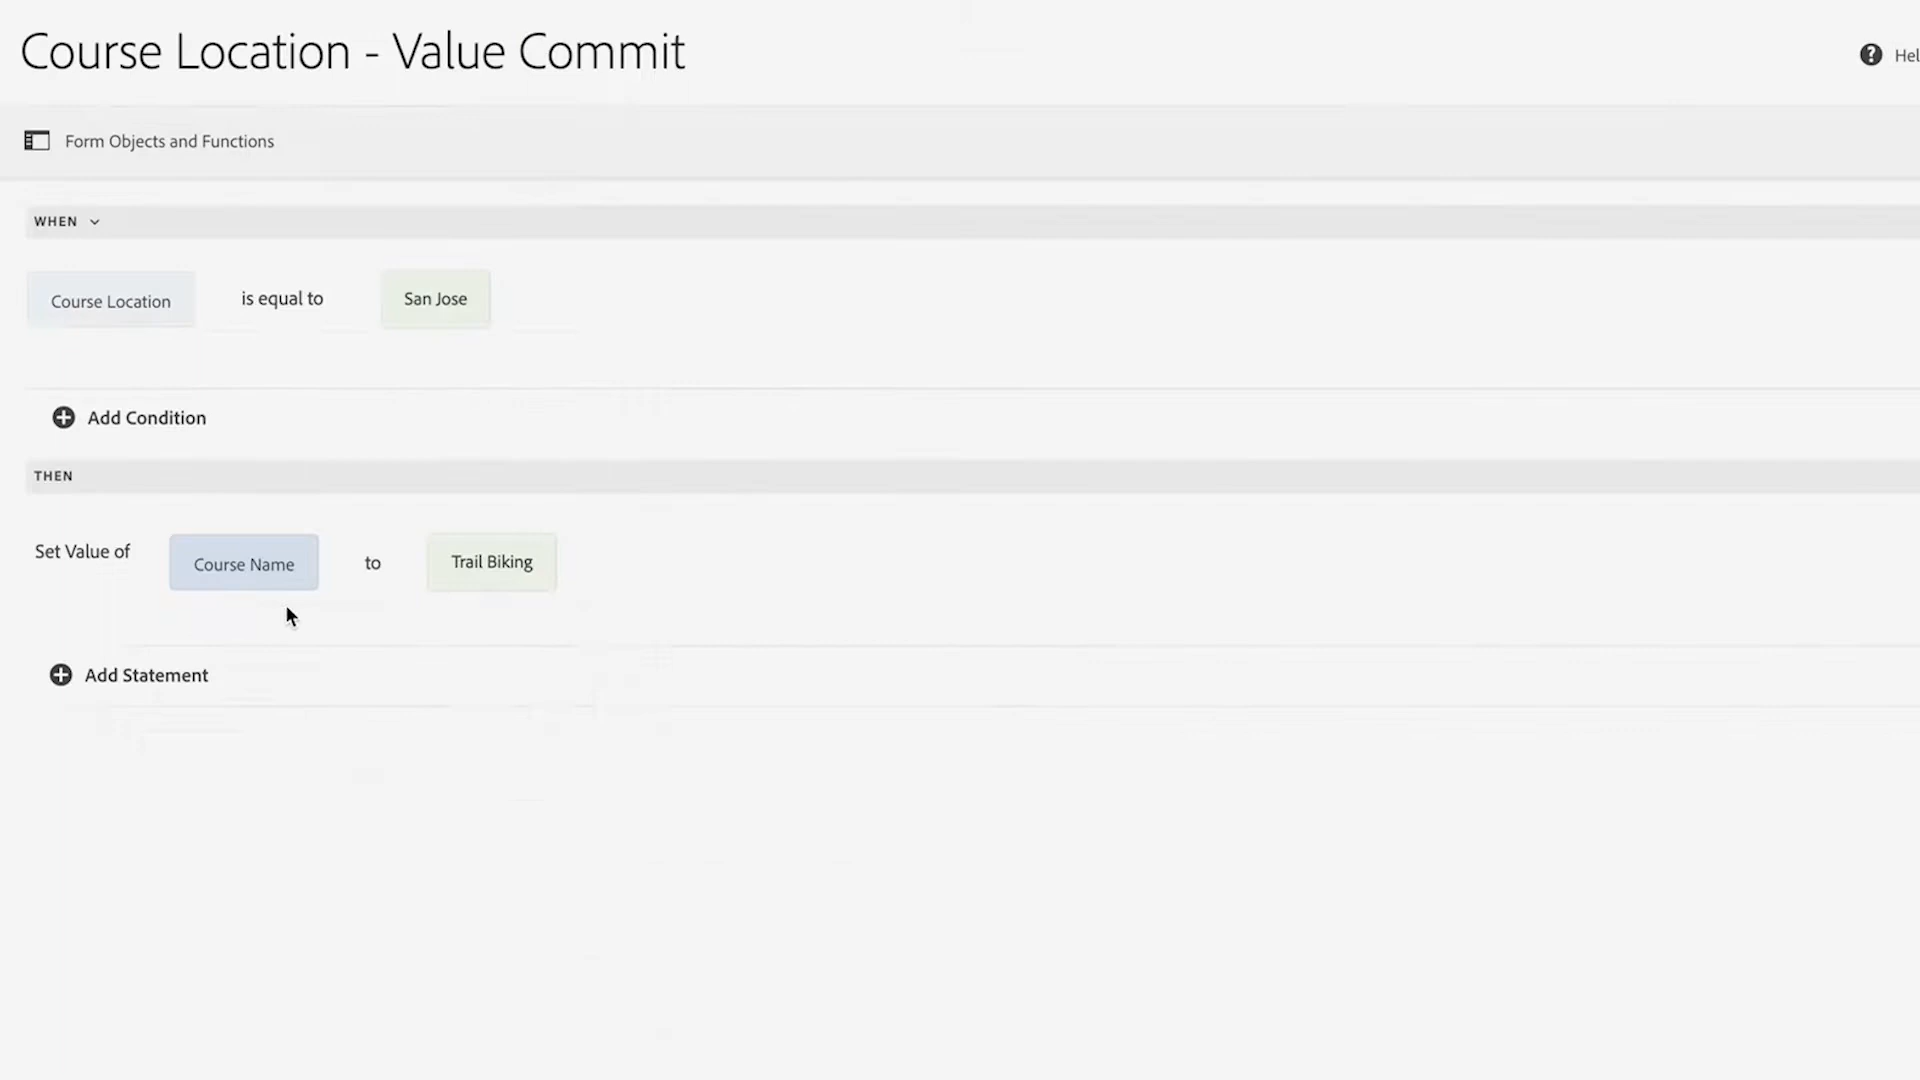 Course Location - Value Commit
Hel
Form Objects and Functions
WHEN
Course Location is equal to San Jose
Add Condition
THEN
Set Value of Course Name to Trail Biking
Add Statement